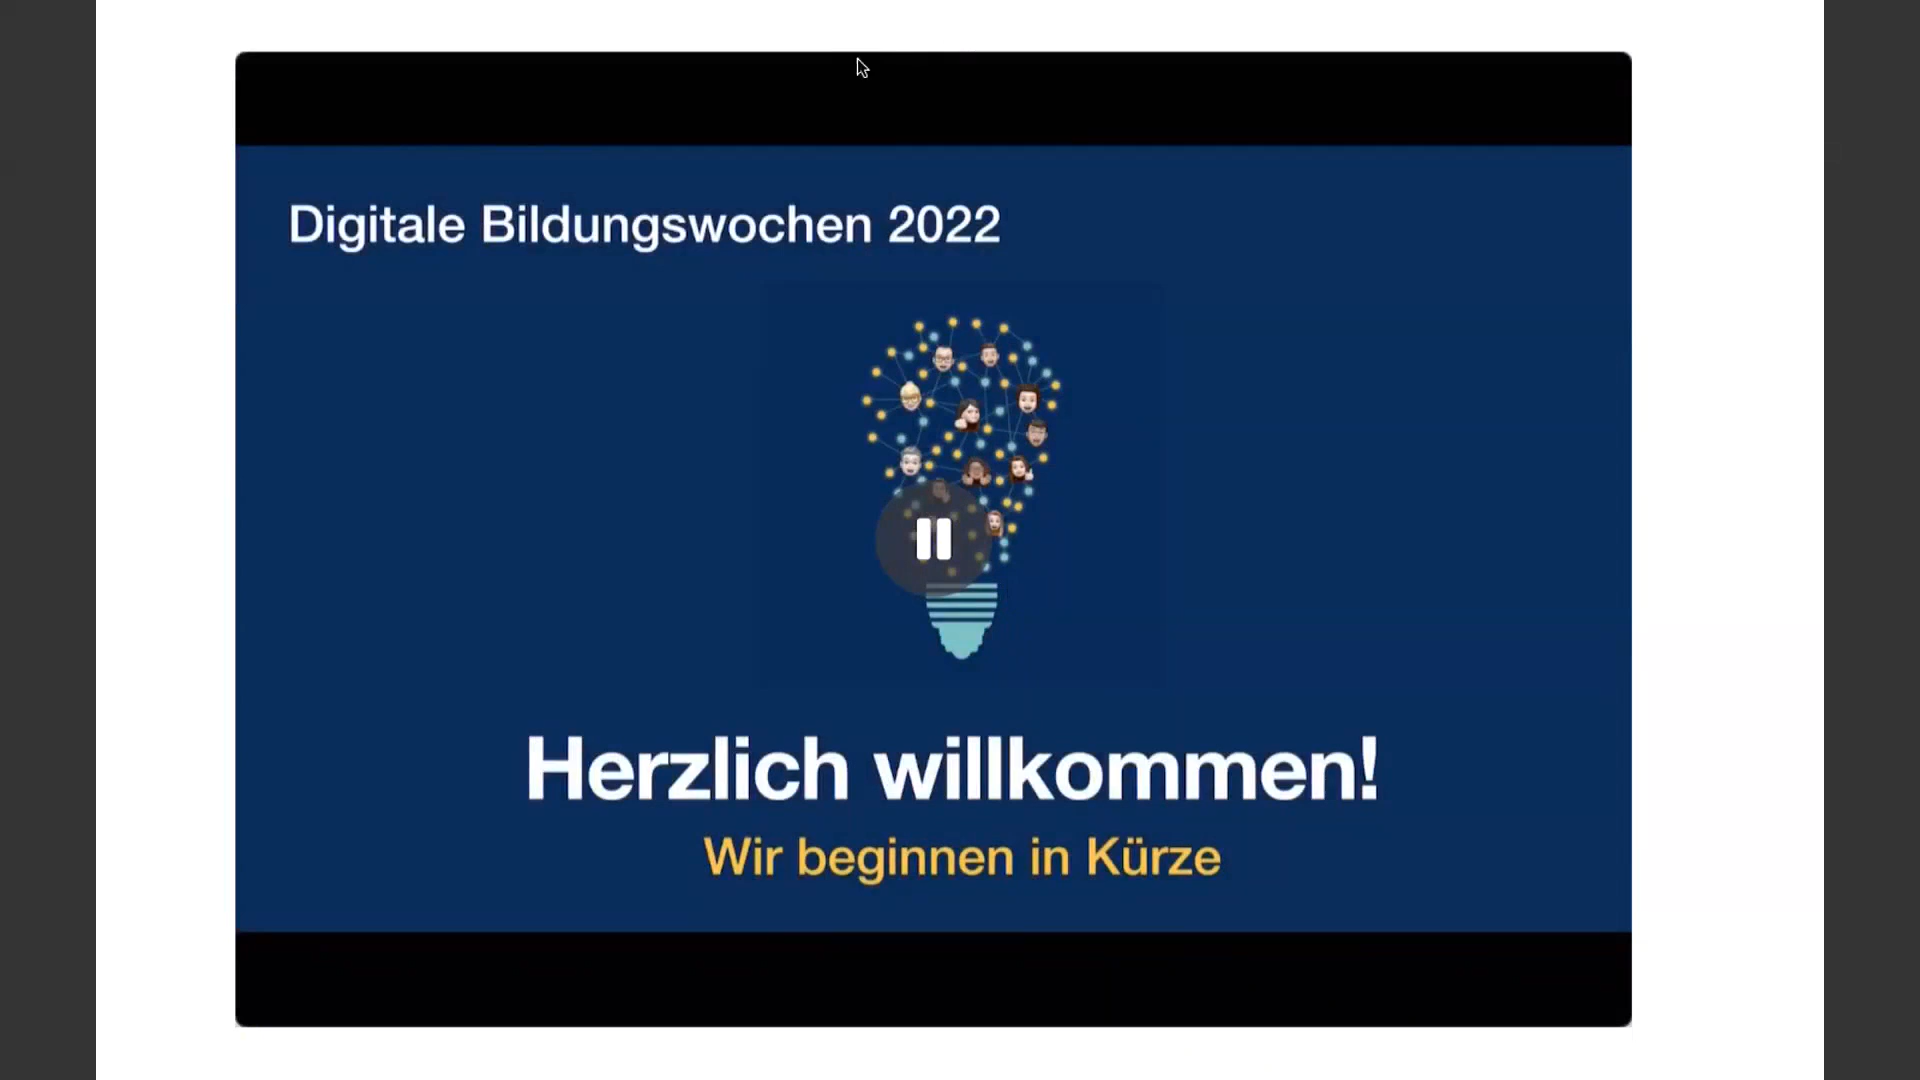 Digitale Bildungswochen 2022
Herzlich willkommen!
Wir beginnen in Kürze